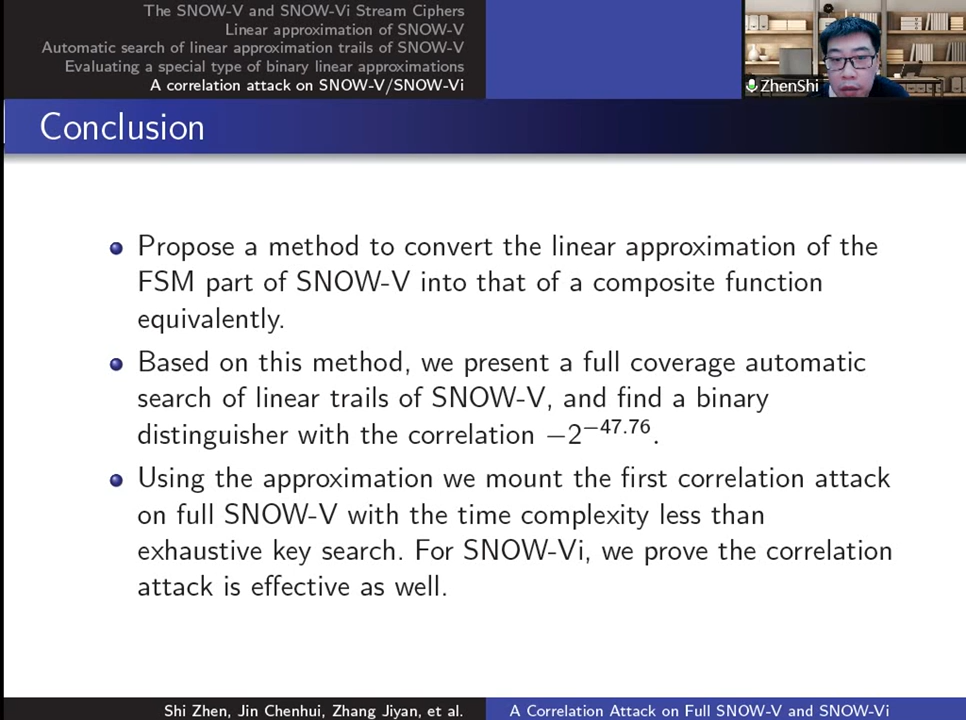 The SNOW-V and SNOW-Vi Stream Ciphers
Linear approximation of SNOW-V
Automatic search of linear approximation trails of SNOW-V
Evaluating a special type of binary linear approximations
A correlation attack on SNOW-V/SNOW-Vi
ZhenShi
Conclusion
Propose a method to convert the linear approximation of the
FSM part of SNOW-V into that of a composite function
equivalently.
Based on this method, we present a full coverage automatic
search of linear trails of SNOW-V, and find a binary
distinguisher with the correlation −2^−47.76.
Using the approximation we mount the first correlation attack
on full SNOW-V with the time complexity less than
exhaustive key search. For SNOW-Vi, we prove the correlation
attack is effective as well.
Shi Zhen, Jin Chenhui, Zhang Jiyan, et al.
A Correlation Attack on Full SNOW-V and SNOW-Vi